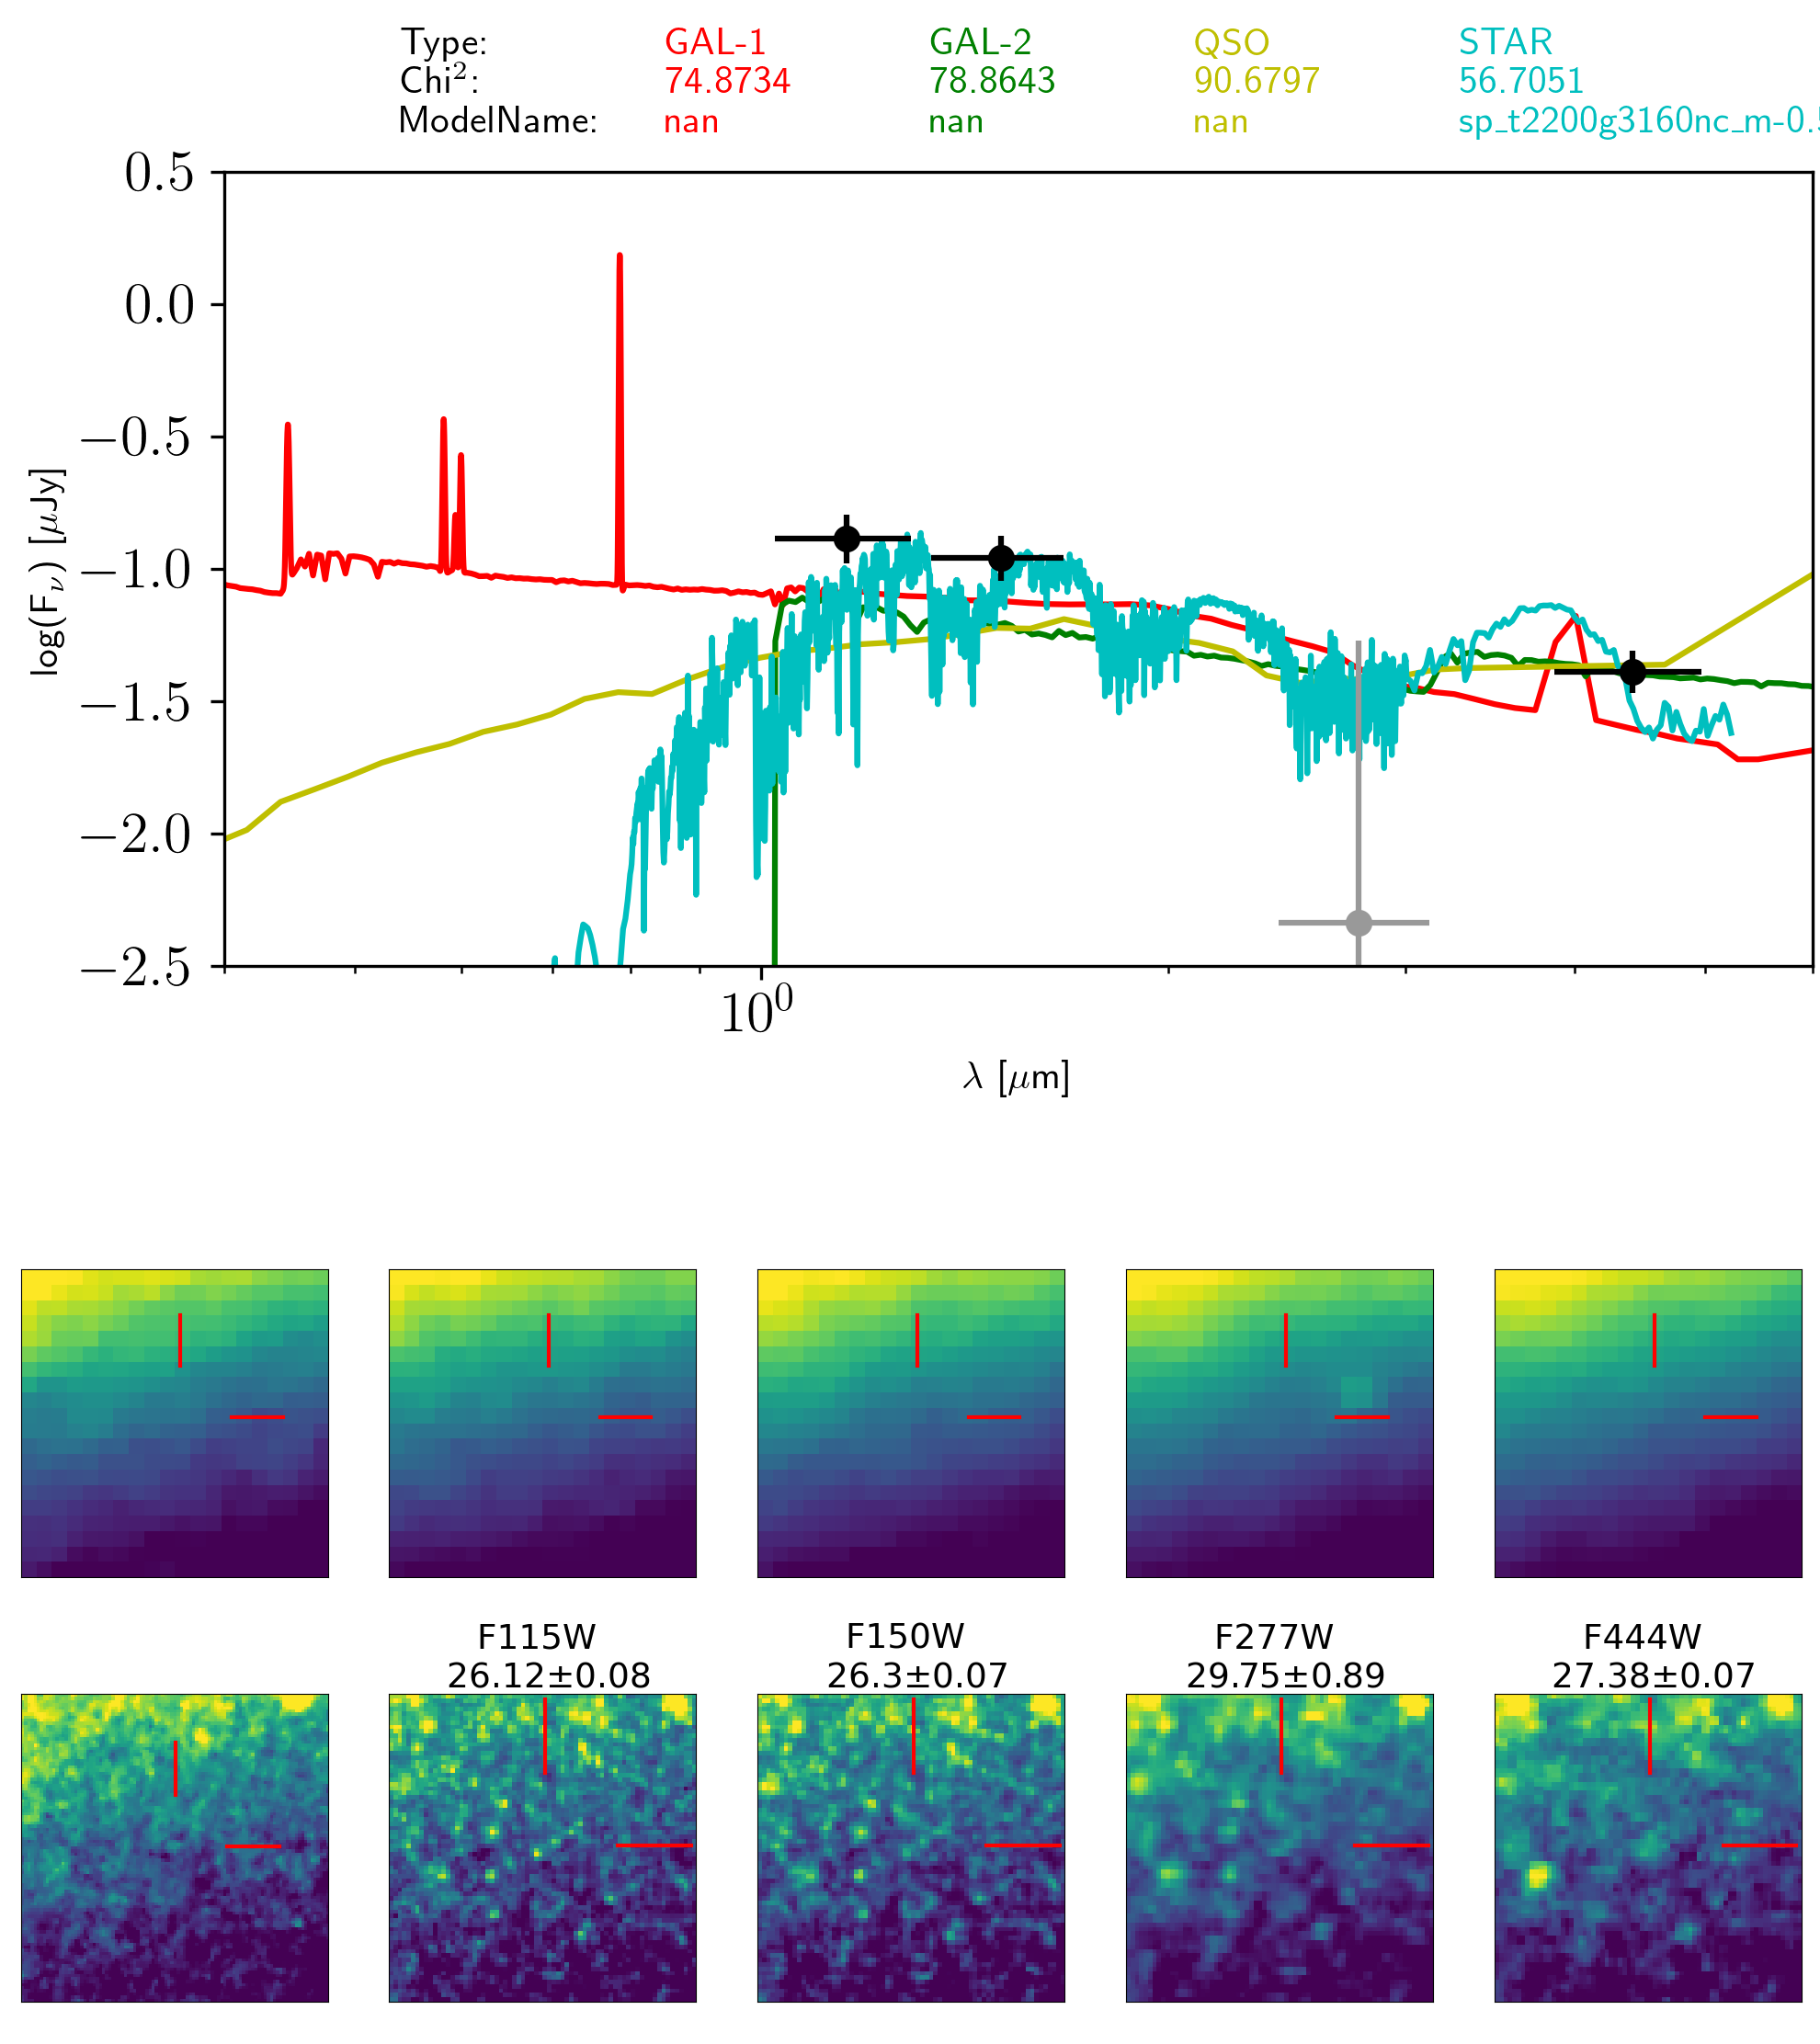 Type: GAL-1 GAL-2 QSO STAR
Chi²: 74.8734 78.8643 90.6797 56.7051
ModelName: nan nan nan sp_t2200g3160nc_m-0.5
0.5
0.0
−0.5
−1.0
−1.5
−2.0
−2.5
log(Fν) [μJy]
10⁰
λ [μm]
F115W F150W F277W F444W
26.12±0.08 26.3±0.07 29.75±0.89 27.38±0.07